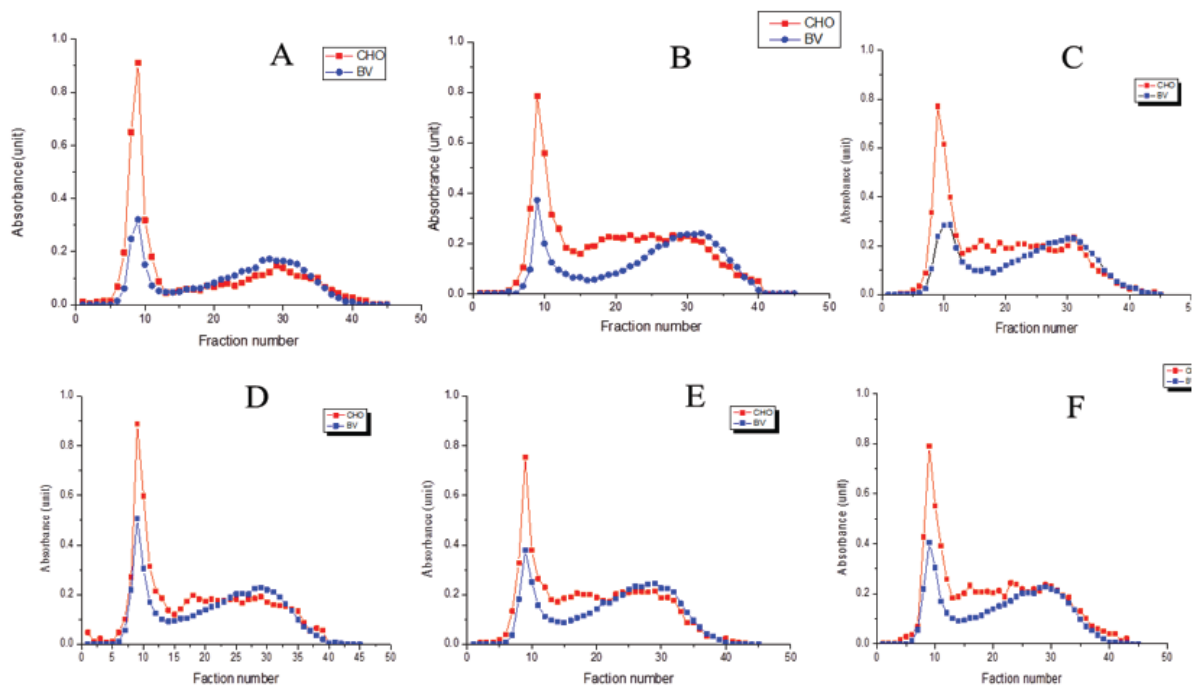 A
CHO
BV
Absorbance(unit)
1.0
0.8
0.6
0.4
0.2
0.0
0 10 20 30 40 50
Fraction number
B
CHO
BV
Absorbrance (unit)
1.0
0.8
0.6
0.4
0.2
0.0
0 10 20 30 40 50
Fraction number
C
CHO
BV
Absorbance (unit)
1.0
0.8
0.6
0.4
0.2
0.0
0 10 20 30 40 50
Fraction numer
D
CHO
BV
Absorbance (unit)
1.0
0.8
0.6
0.4
0.2
0.0
0 5 10 15 20 25 30 35 40 45 50
Faction number
E
CHO
BV
Absorbance (unit)
1.0
0.8
0.6
0.4
0.2
0.0
0 10 20 30 40 50
Faction number
F
Absorbance (unit)
1.0
0.8
0.6
0.4
0.2
0.0
0 10 20 30 40 50
Faction number